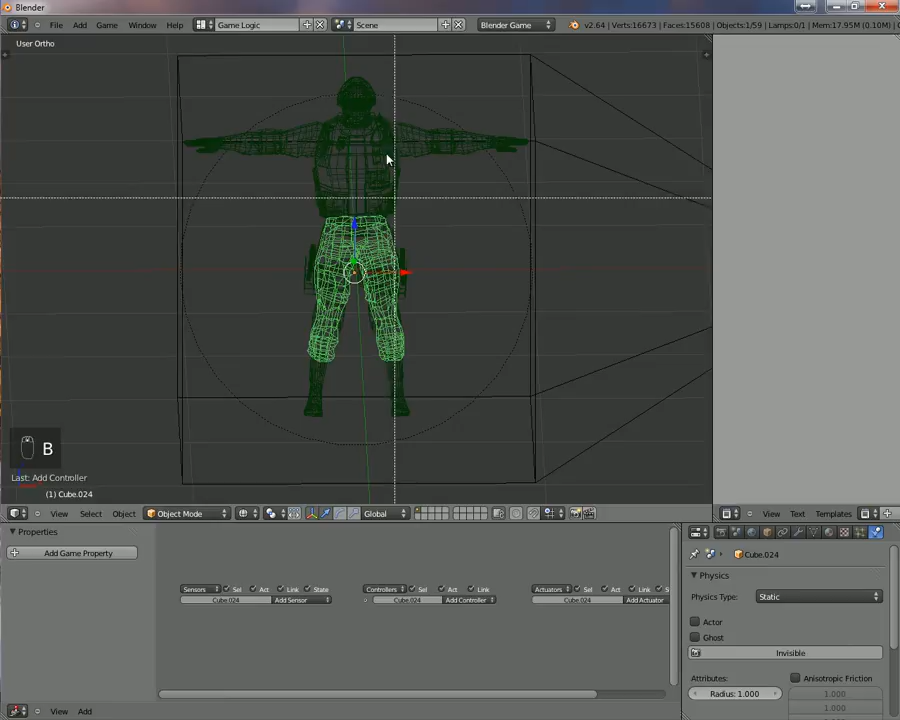 Blender
File Add Game Window Help Game Logic Scene Blender Game v2.64 | Verts:16673 | Faces:15608 | Objects:1/59 | Lamps:0/1 | Mem:17.95M (0.10M)
User Ortho
B
Last: Add Controller
(1) Cube.024
View Select Object Object Mode Global View Text Templates
Properties
Add Game Property
Sensors Sel Act Link State Controllers Sel Act Link Actuators Sel Act Link
Cube.024 Add Sensor Cube.024 Add Controller Cube.024 Add Actuator
Cube.024
Physics
Physics Type: Static
Actor
Ghost
Invisible
Attributes: Anisotropic Friction
Radius: 1.000 1.000
1.000
View Add